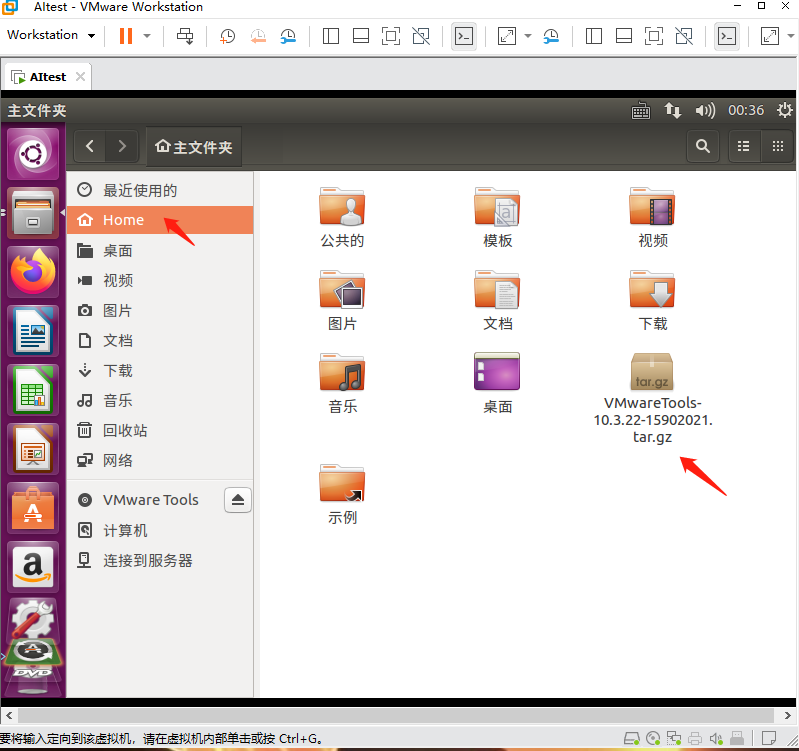 AItest - VMware Workstation
Workstation
AItest
主文件夹
00:36
主文件夹
最近使用的
Home
桌面
视频
图片
文档
下载
音乐
回收站
网络
VMware Tools
计算机
连接到服务器
公共的
模板
视频
图片
文档
下载
音乐
桌面
tar.gz
VMwareTools-
10.3.22-15902021.
tar.gz
示例
A
a
DVD
要将输入定向到该虚拟机，请在虚拟机内部单击或按 Ctrl+G。